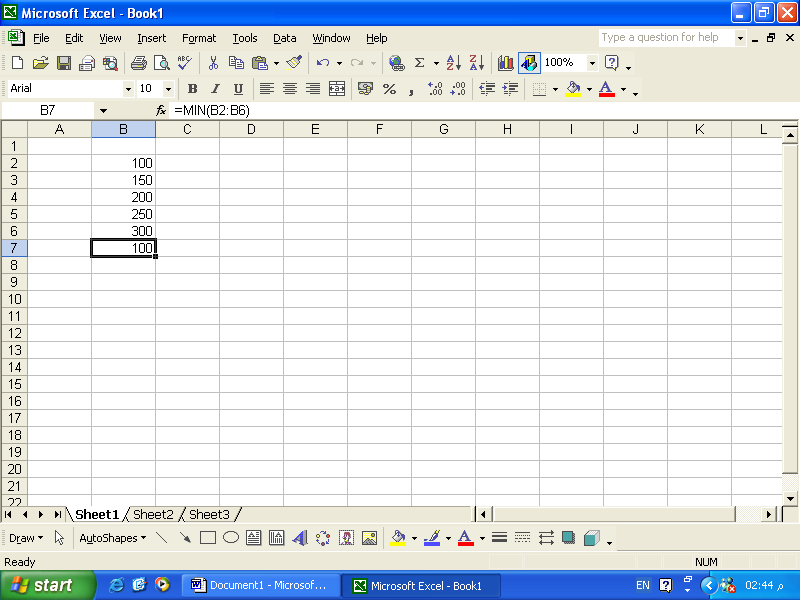 Microsoft Excel - Book1
File Edit View Insert Format Tools Data Window Help Type a question for help
100%
Arial 10 B I U
B7 fx =MIN(B2:B6)
A B C D E F G H I J K L
1
2 100
3 150
4 200
5 250
6 300
7 100
8
9
10
11
12
13
14
15
16
17
18
19
20
21
22
Sheet1 Sheet2 Sheet3
Draw AutoShapes
Ready NUM
start Document1 - Microsof... Microsoft Excel - Book1 EN 02:44 م